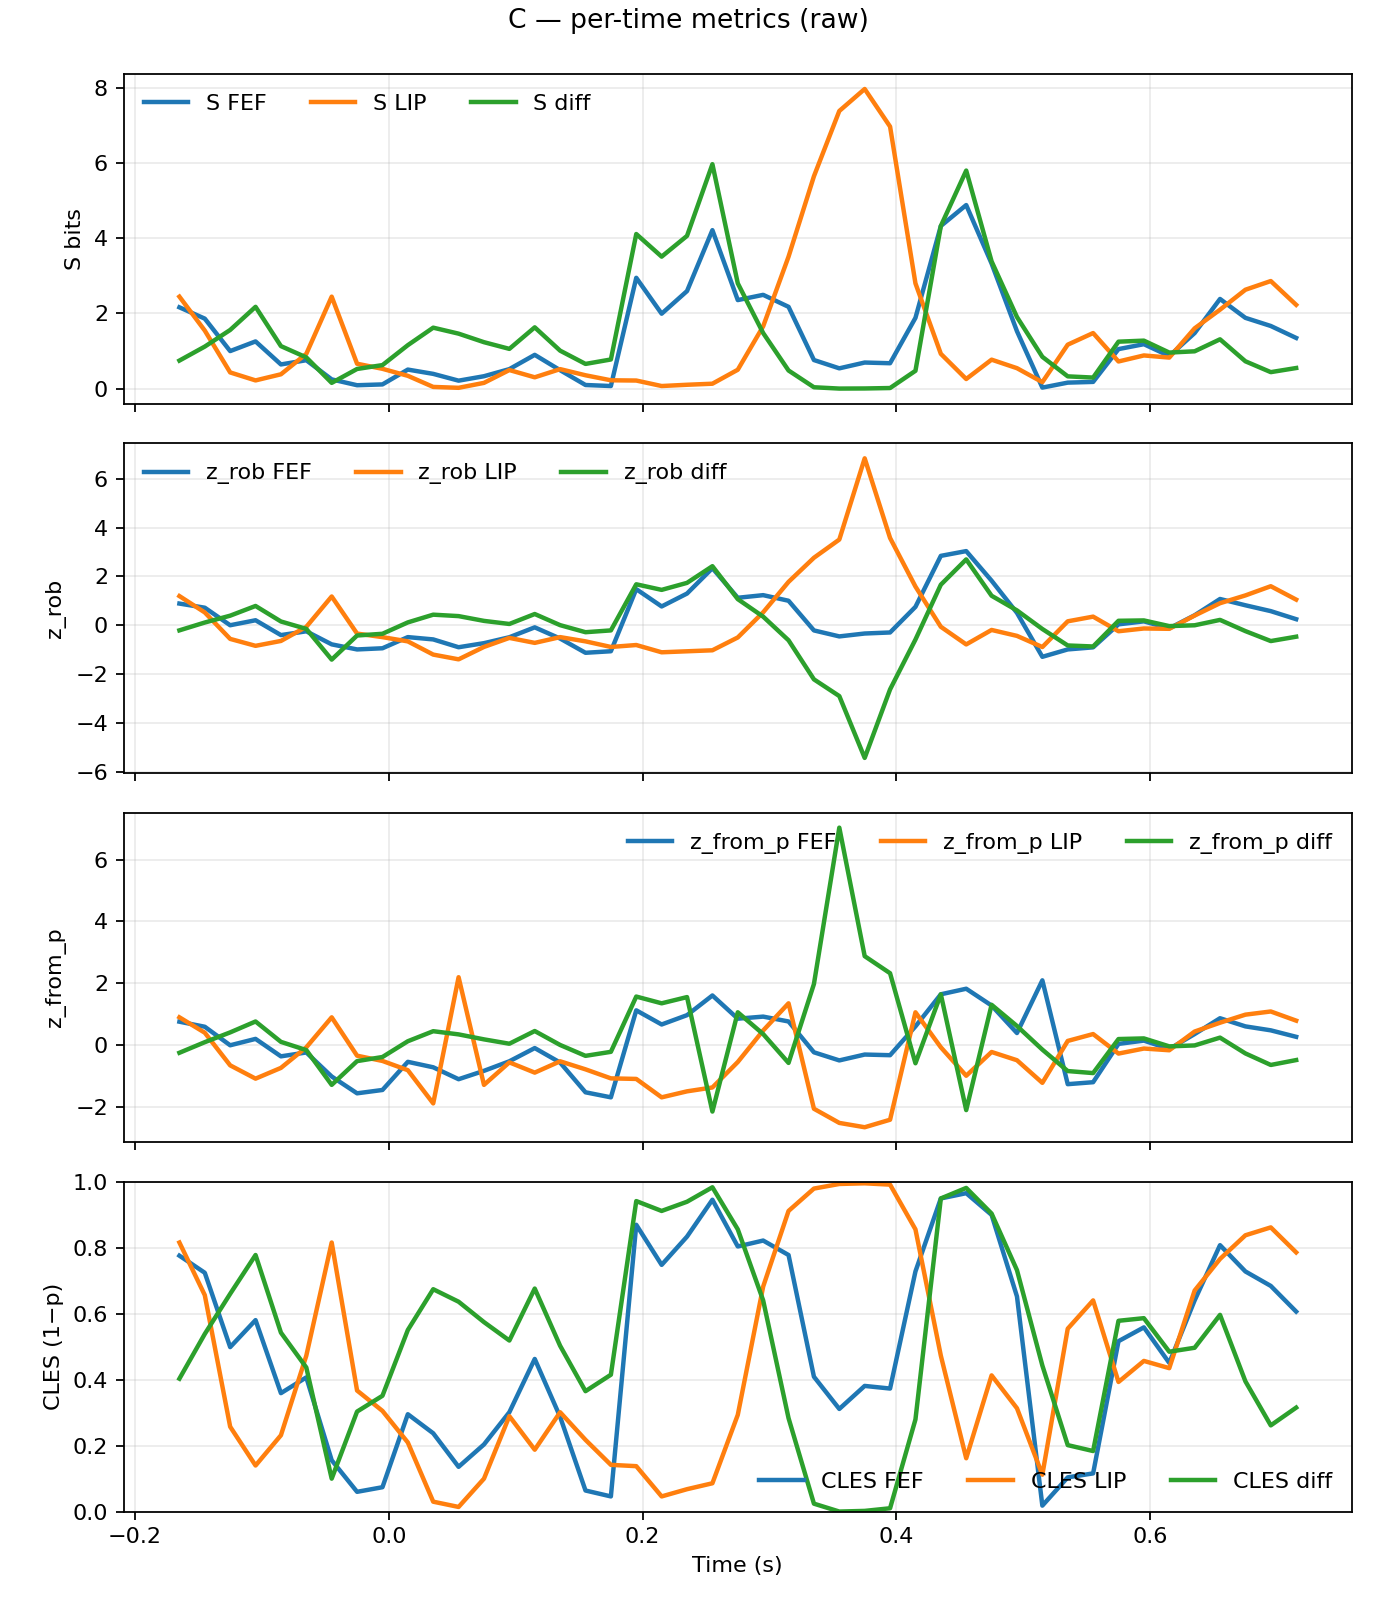 C — per-time metrics (raw)
S FEF S LIP S diff
8
6
4
2
0
S bits
z_rob FEF z_rob LIP z_rob diff
6
4
2
0
−2
−4
−6
z_rob
z_from_p FEF z_from_p LIP z_from_p diff
6
4
2
0
−2
z_from_p
1.0
0.8
0.6
0.4
0.2
0.0
CLES (1−p)
CLES FEF CLES LIP CLES diff
−0.2 0.0 0.2 0.4 0.6
Time (s)